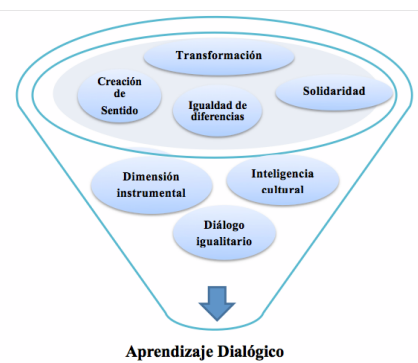 Transformación
Creación
de
Sentido
Igualdad de
diferencias
Solidaridad
Dimensión
instrumental
Inteligencia
cultural
Diálogo
igualitario
Aprendizaje Dialógico